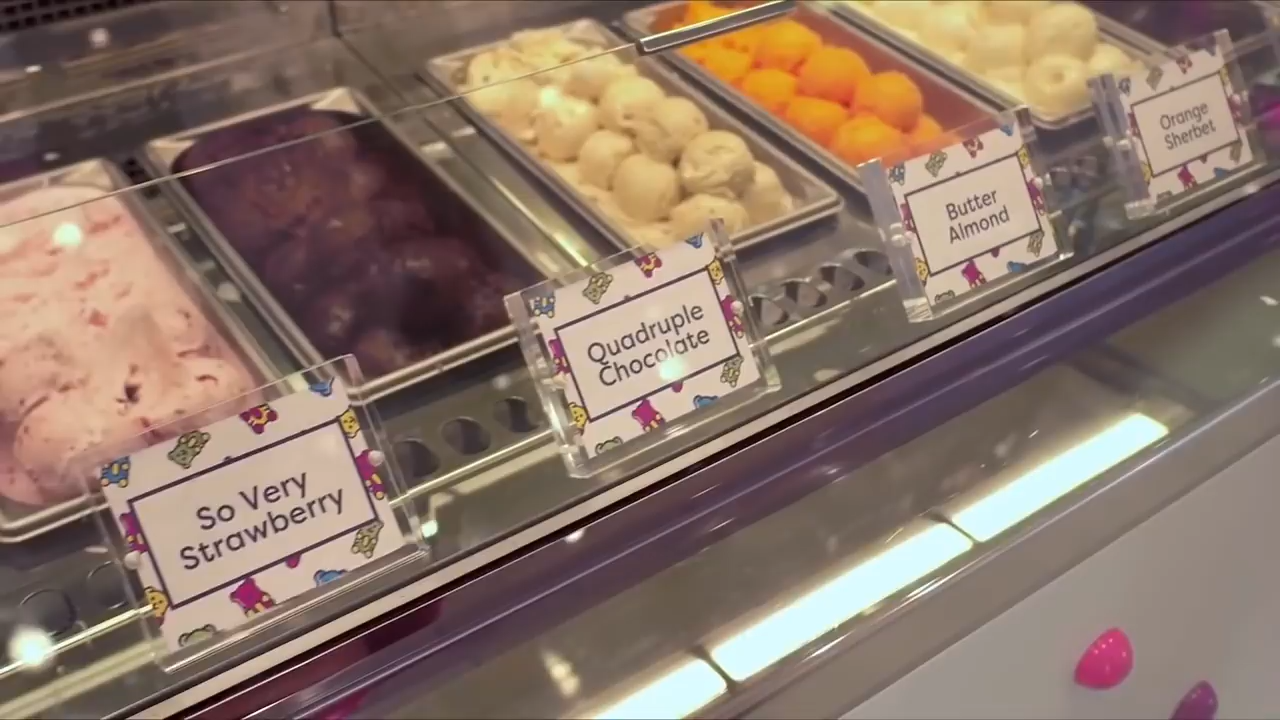 So Very
Strawberry
Quadruple
Chocolate
Butter
Almond
Orange
Sherbet